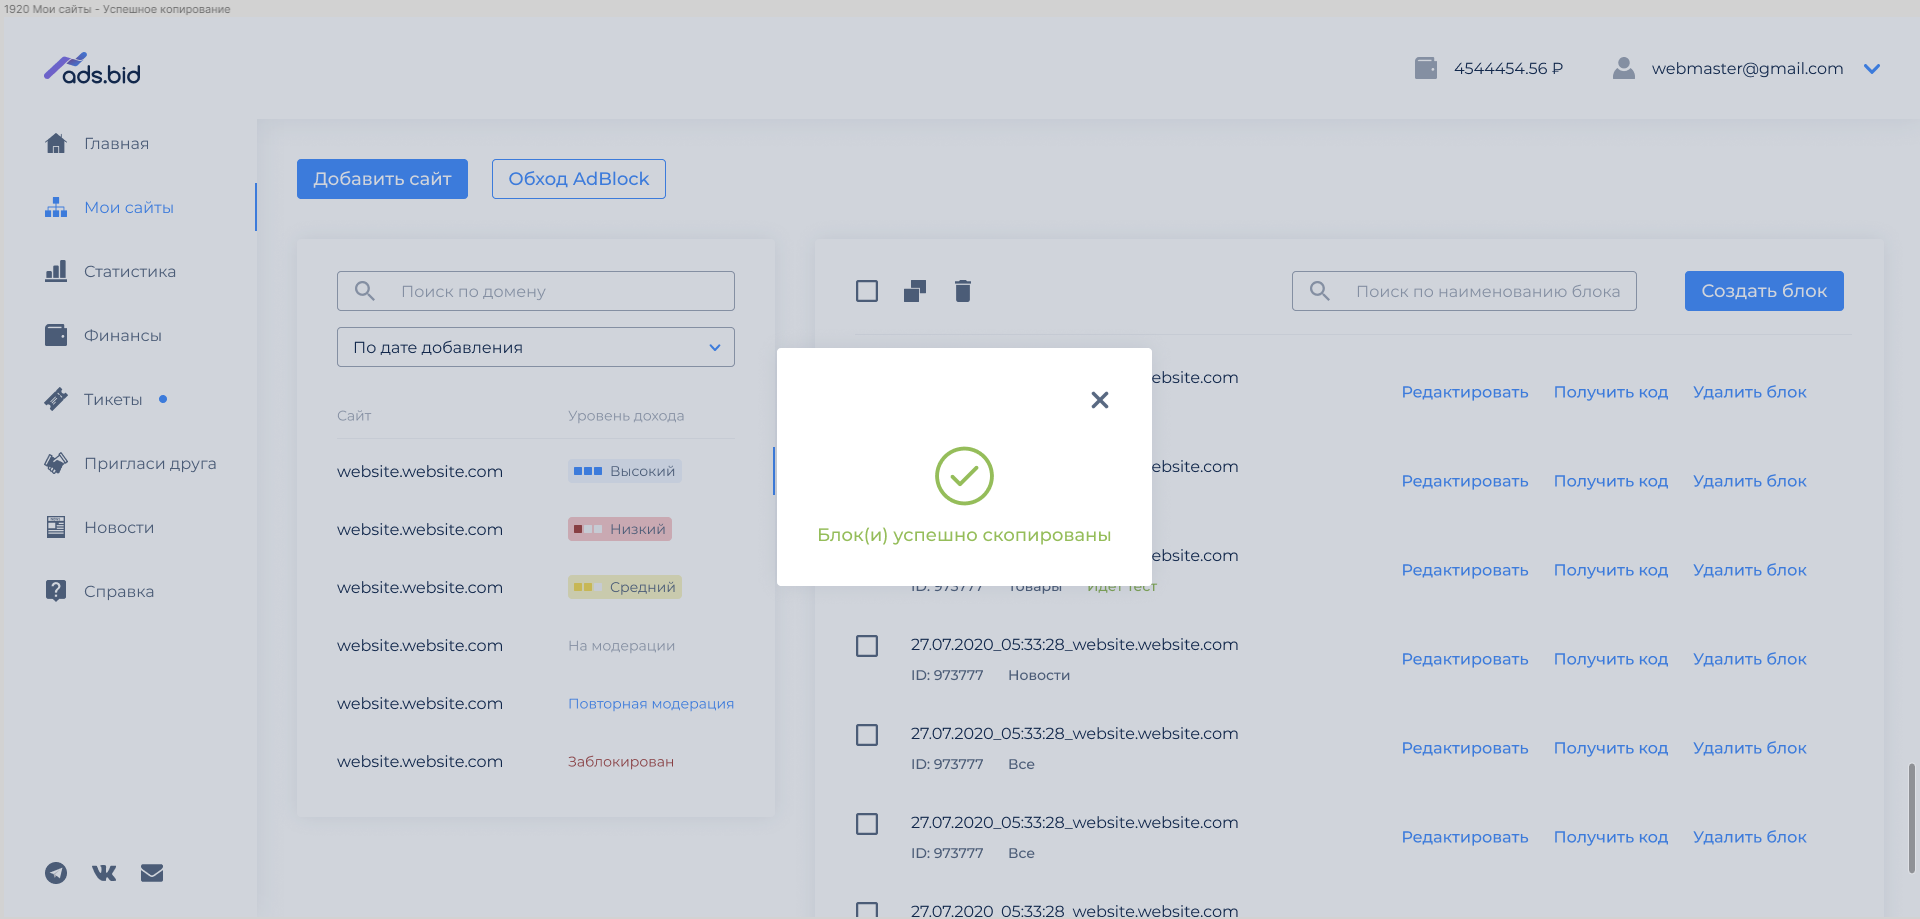 1920 Мои сайты - Успешное копирование
ads.bid
4544454.56 ₽
webmaster@gmail.com
Главная
Мои сайты
Статистика
Финансы
Тикеты
Пригласи друга
Новости
Справка
Добавить сайт
Обход AdBlock
Поиск по домену
По дате добавления
Сайт
Уровень дохода
website.website.com
Высокий
website.website.com
Низкий
website.website.com
Средний
website.website.com
На модерации
website.website.com
Повторная модерация
website.website.com
Заблокирован
Поиск по наименованию блока
Создать блок
ebsite.com
Редактировать
Получить код
Удалить блок
ebsite.com
Редактировать
Получить код
Удалить блок
ebsite.com
ID: 973777
Товары
Идет тест
Редактировать
Получить код
Удалить блок
27.07.2020_05:33:28_website.website.com
ID: 973777
Новости
Редактировать
Получить код
Удалить блок
27.07.2020_05:33:28_website.website.com
ID: 973777
Все
Редактировать
Получить код
Удалить блок
27.07.2020_05:33:28_website.website.com
ID: 973777
Все
Редактировать
Получить код
Удалить блок
27.07.2020_05:33:28_website.website.com
Блок(и) успешно скопированы